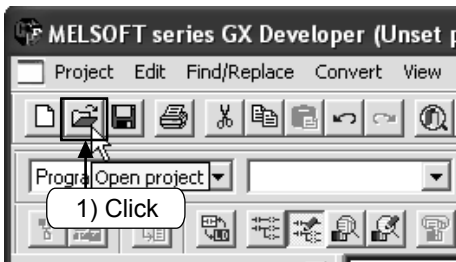 MELSOFT series GX Developer (Unset p
Project Edit Find/Replace Convert View
Progra Open project
1) Click